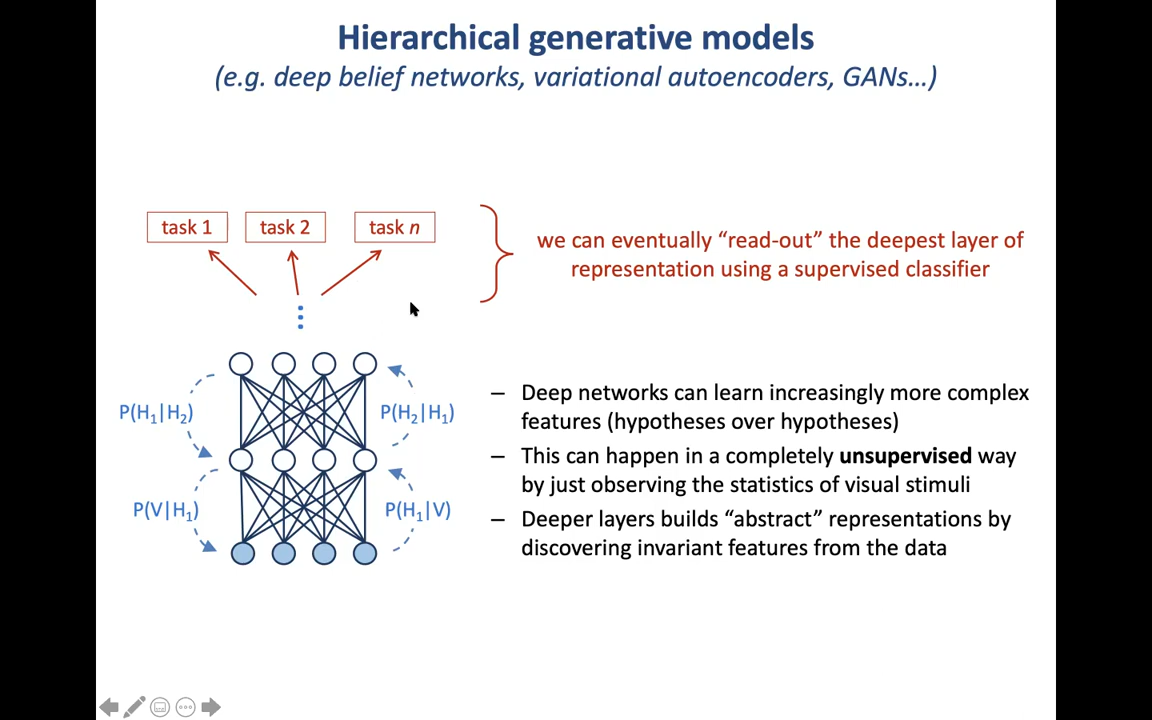 Hierarchical generative models
(e.g. deep belief networks, variational autoencoders, GANs…)
task 1 task 2 task n
we can eventually “read-out” the deepest layer of
representation using a supervised classifier
P(H₁|H₂) P(H₂|H₁)
P(V|H₁) P(H₁|V)
– Deep networks can learn increasingly more complex
features (hypotheses over hypotheses)
– This can happen in a completely unsupervised way
by just observing the statistics of visual stimuli
– Deeper layers builds “abstract” representations by
discovering invariant features from the data